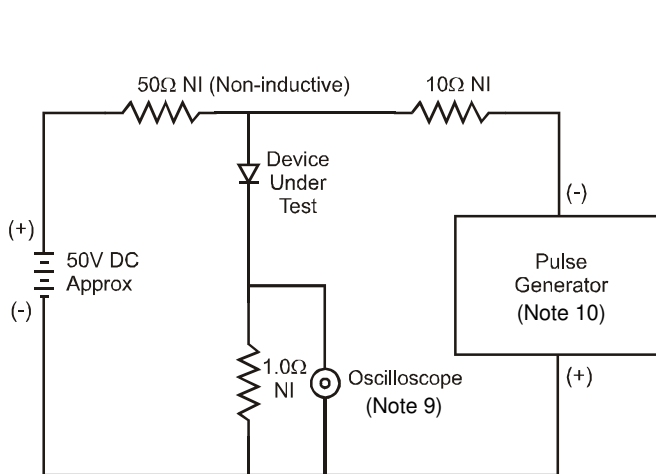 50Ω NI (Non-inductive)
10Ω NI
Device
Under
Test
(-)
(+)
50V DC
Approx
(-)
Pulse
Generator
(Note 10)
1.0Ω
NI
Oscilloscope
(Note 9)
(+)